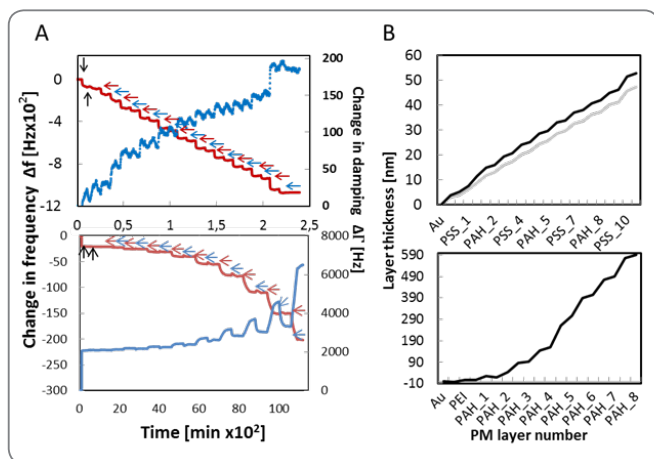 A
B
Change in frequency Δf [Hzx10²]
0
-4
-8
-12
200
150
100
50
0
Change in damping ΔΓ [Hz]
0
0,5
1
1,5
2
2,5
0
-50
-100
-150
-200
-250
-300
8000
6000
4000
2000
0
0
20
40
60
80
100
Time [min x10²]
Layer thickness [nm]
60
50
40
30
20
10
0
Au
PSS_1
PAH_2
PSS_4
PAH_5
PSS_7
PAH_8
PSS_10
590
490
390
290
190
90
-10
Au
PEI
PAH_1
PAH_2
PAH_3
PAH_4
PAH_5
PAH_6
PAH_7
PAH_8
PM layer number